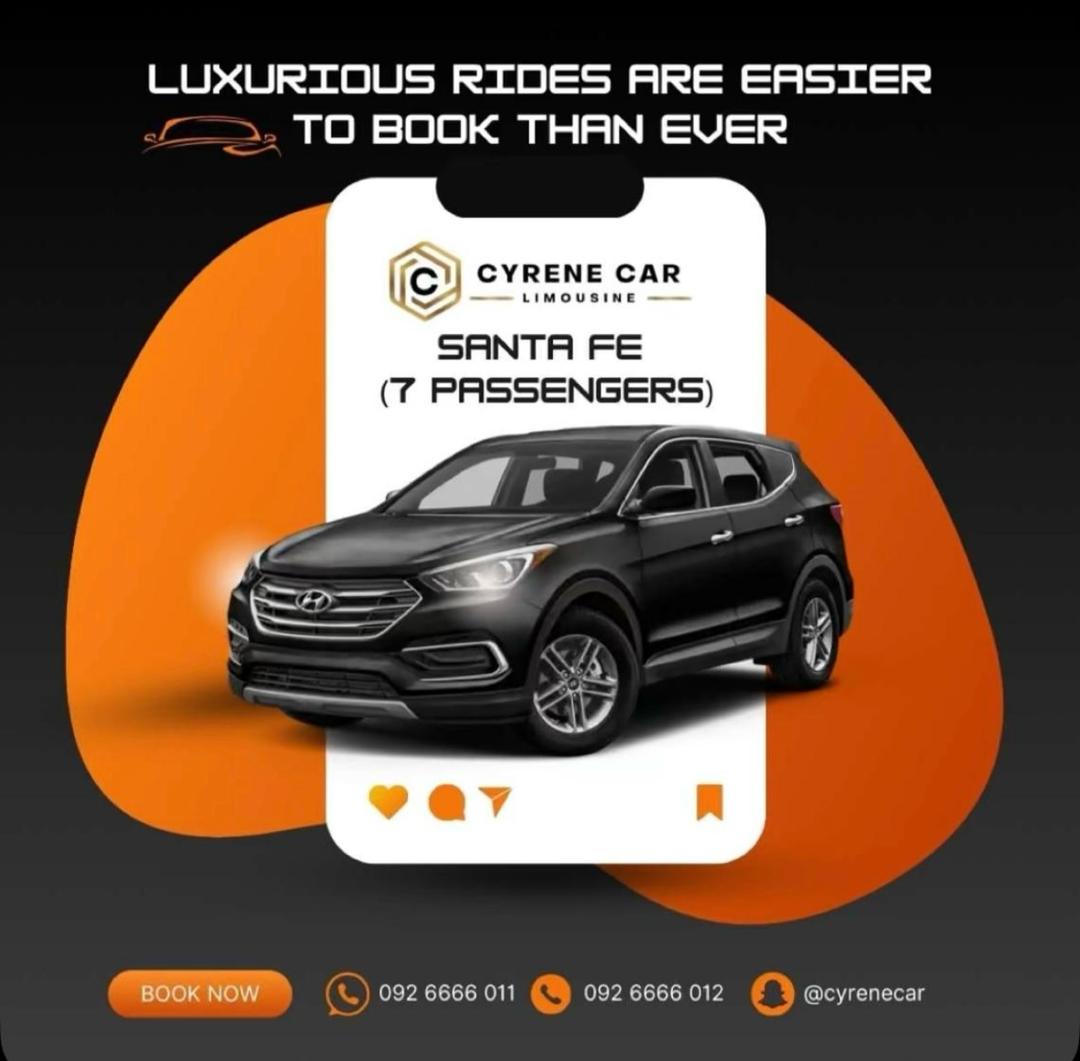 LUXURIOUS RIDES ARE EASIER
TO BOOK THAN EVER
C
CYRENE CAR
LIMOUSINE
SANTA FE
(7 PASSENGERS)
BOOK NOW
092 6666 011
092 6666 012
@cyrenecar